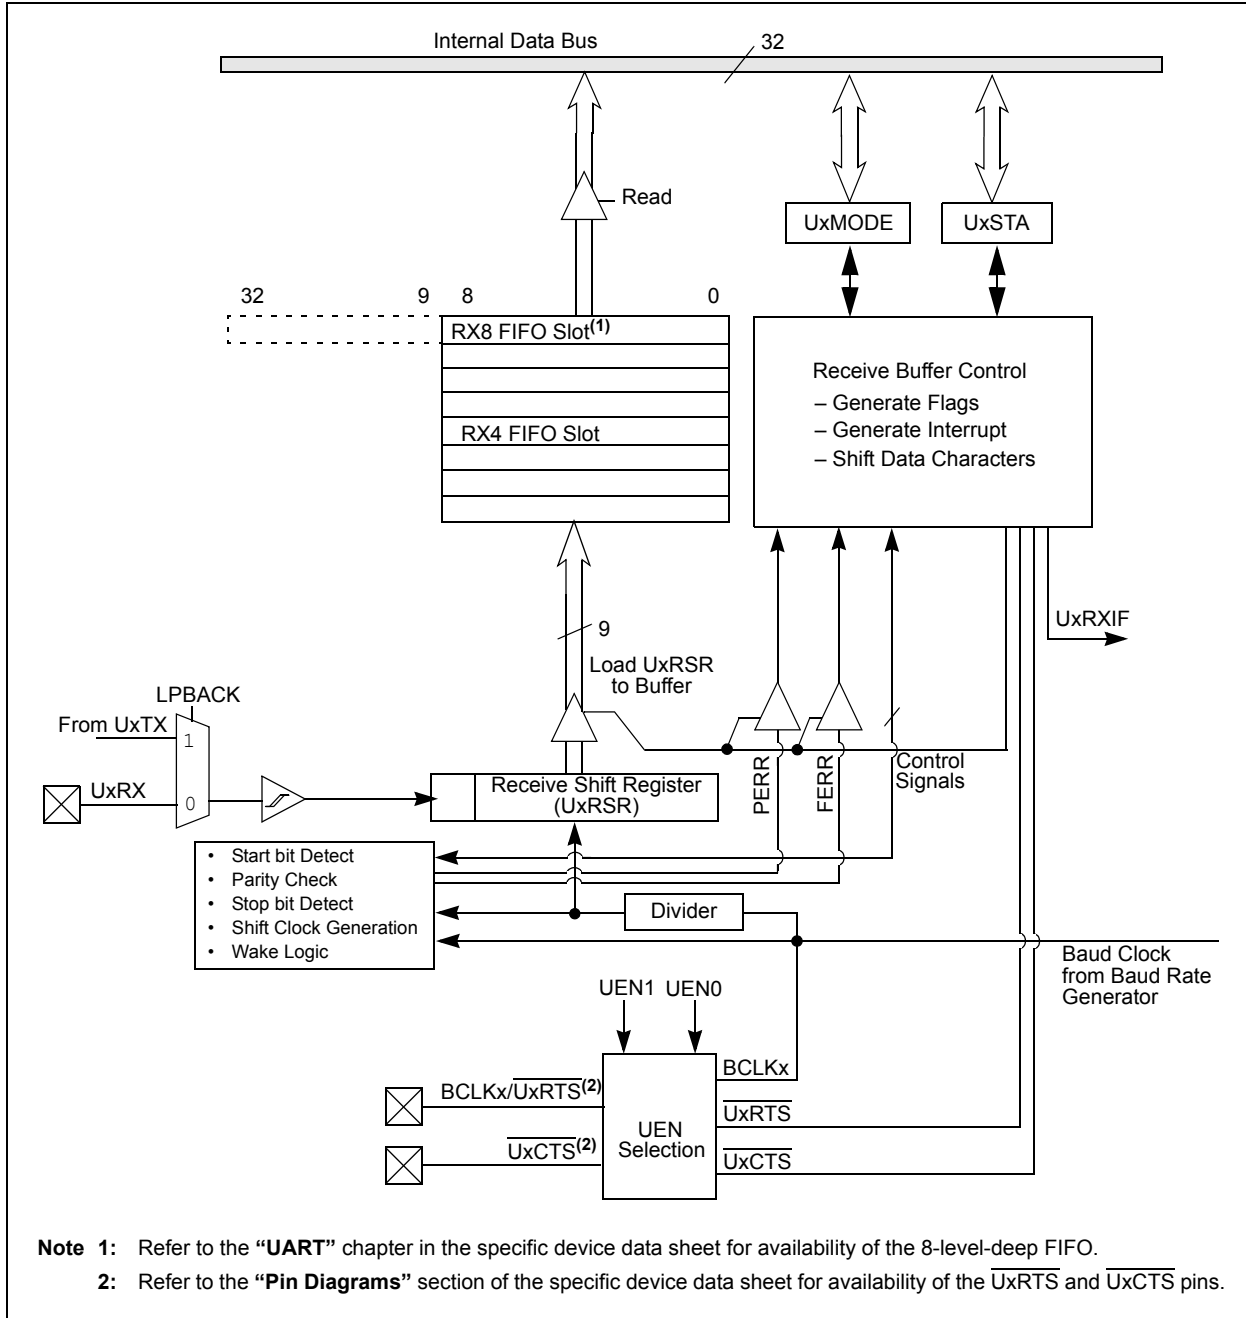 Internal Data Bus
32
Read
UxMODE
UxSTA
32
9
8
0
RX8 FIFO Slot(1)
RX4 FIFO Slot
Receive Buffer Control
– Generate Flags
– Generate Interrupt
– Shift Data Characters
UxRXIF
9
Load UxRSR
to Buffer
LPBACK
From UxTX
1
UxRX
0
Receive Shift Register
(UxRSR)
PERR
FERR
Control
Signals
• Start bit Detect
• Parity Check
• Stop bit Detect
• Shift Clock Generation
• Wake Logic
Divider
Baud Clock
from Baud Rate
Generator
UEN1
UEN0
BCLKx/UxRTS(2)
UxCTS(2)
UEN
Selection
BCLKx
UxRTS
UxCTS
Note 1: Refer to the “UART” chapter in the specific device data sheet for availability of the 8-level-deep FIFO.
2: Refer to the “Pin Diagrams” section of the specific device data sheet for availability of the UxRTS and UxCTS pins.